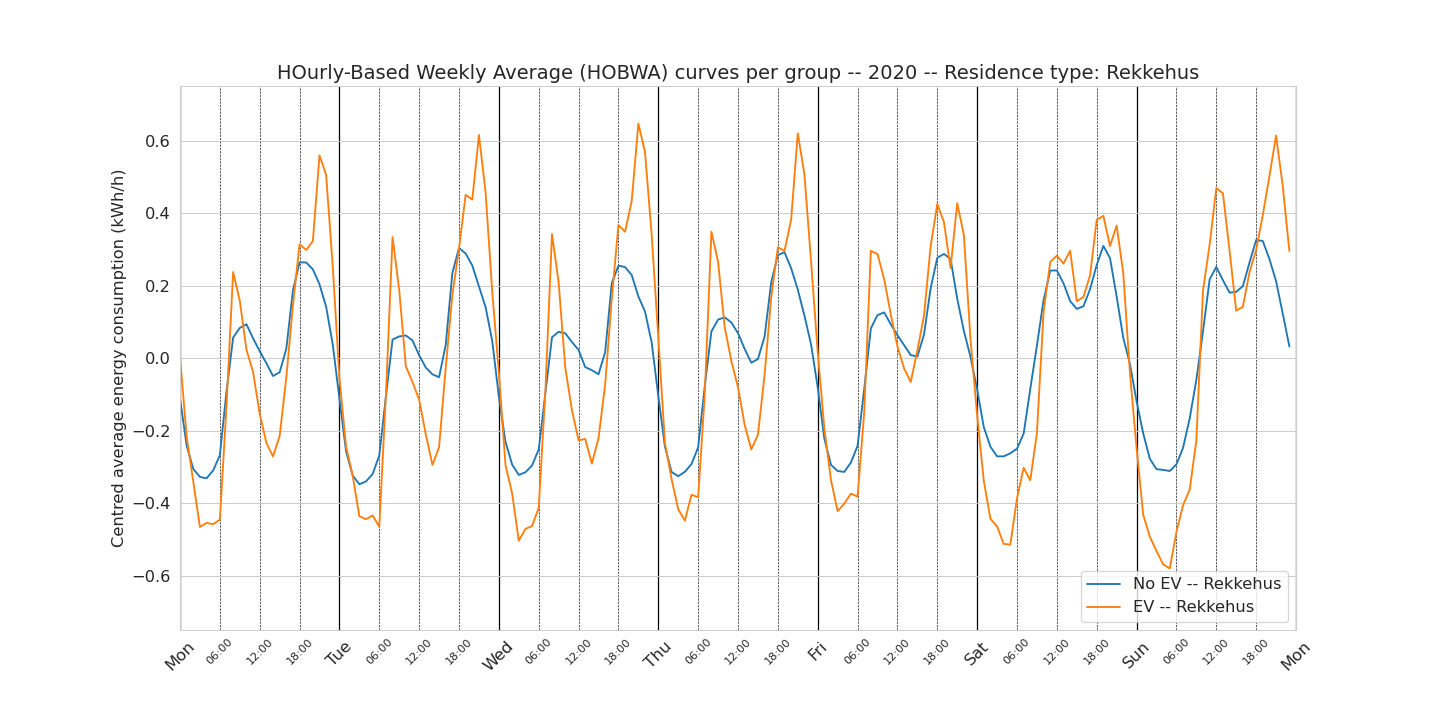 HOurly-Based Weekly Average (HOBWA) curves per group -- 2020 -- Residence type: Rekkehus
Centred average energy consumption (kWh/h)
0.6
0.4
0.2
0.0
−0.2
−0.4
−0.6
No EV -- Rekkehus
EV -- Rekkehus
Mon 06:00 12:00 18:00 Tue 06:00 12:00 18:00 Wed 06:00 12:00 18:00 Thu 06:00 12:00 18:00 Fri 06:00 12:00 18:00 Sat 06:00 12:00 18:00 Sun 06:00 12:00 18:00 Mon